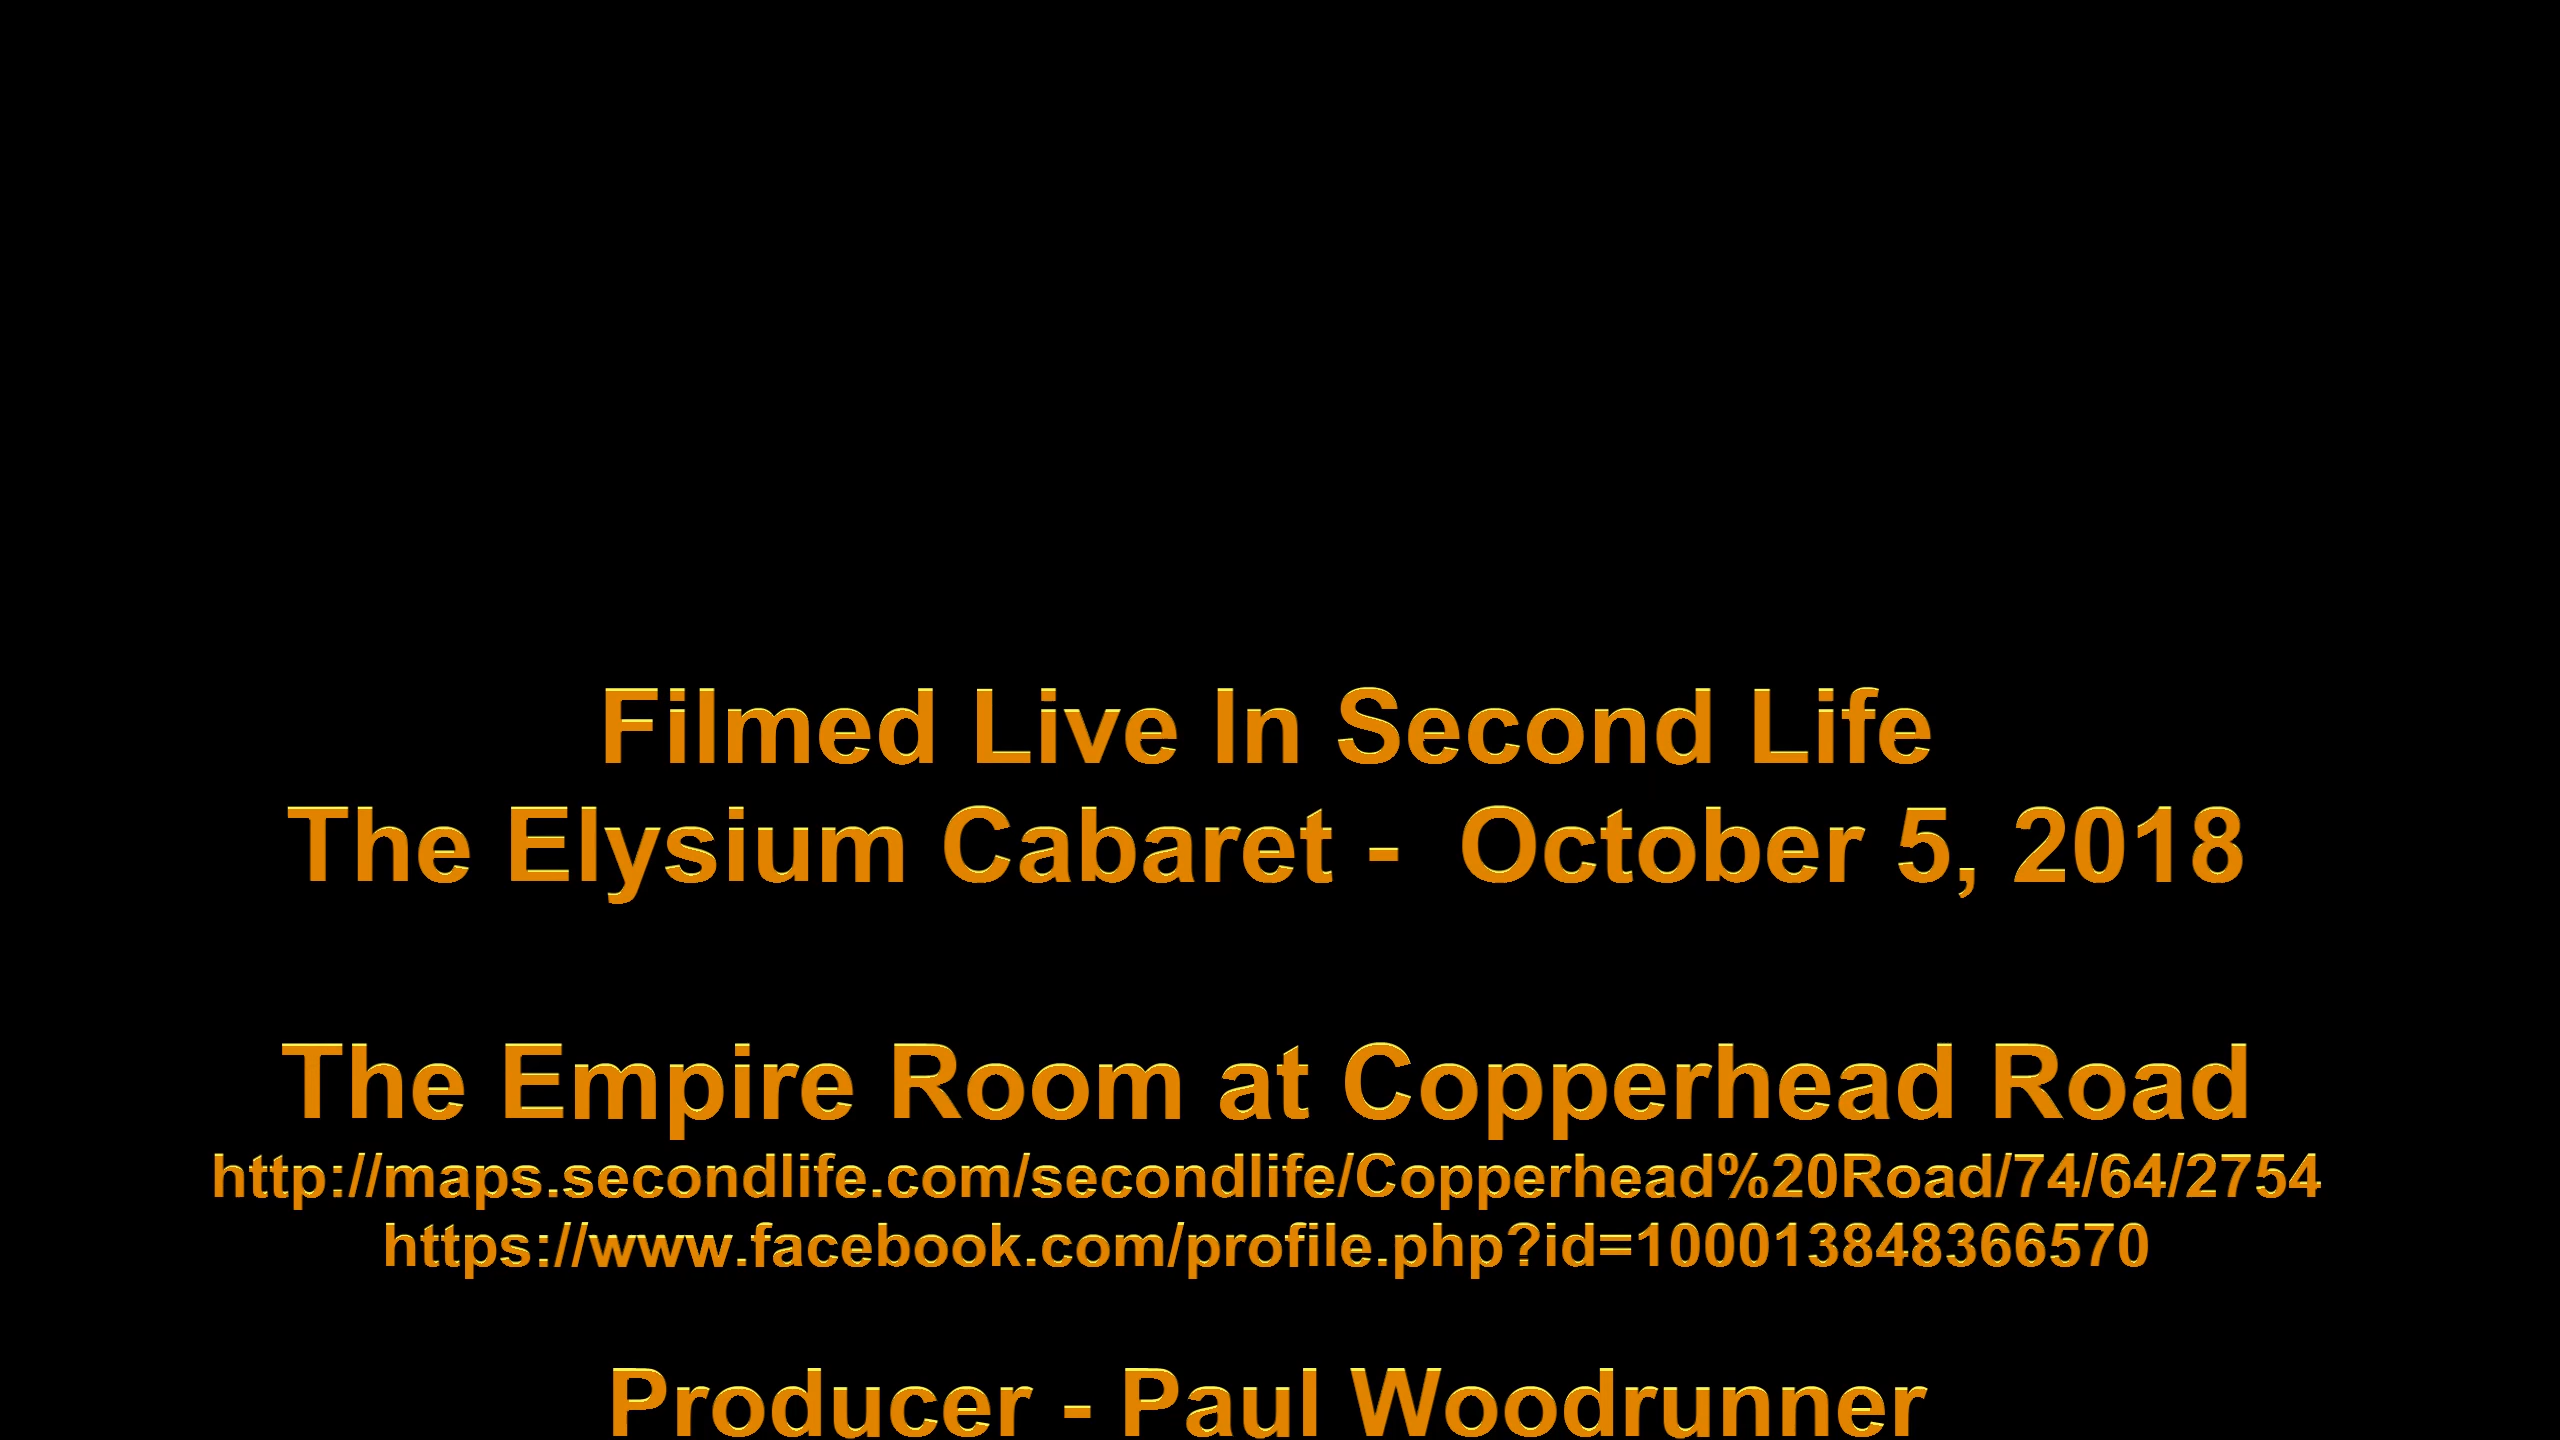 Filmed Live In Second Life
The Elysium Cabaret -  October 5, 2018
The Empire Room at Copperhead Road
http://maps.secondlife.com/secondlife/Copperhead%20Road/74/64/2754
https://www.facebook.com/profile.php?id=100013848366570
Producer - Paul Woodrunner